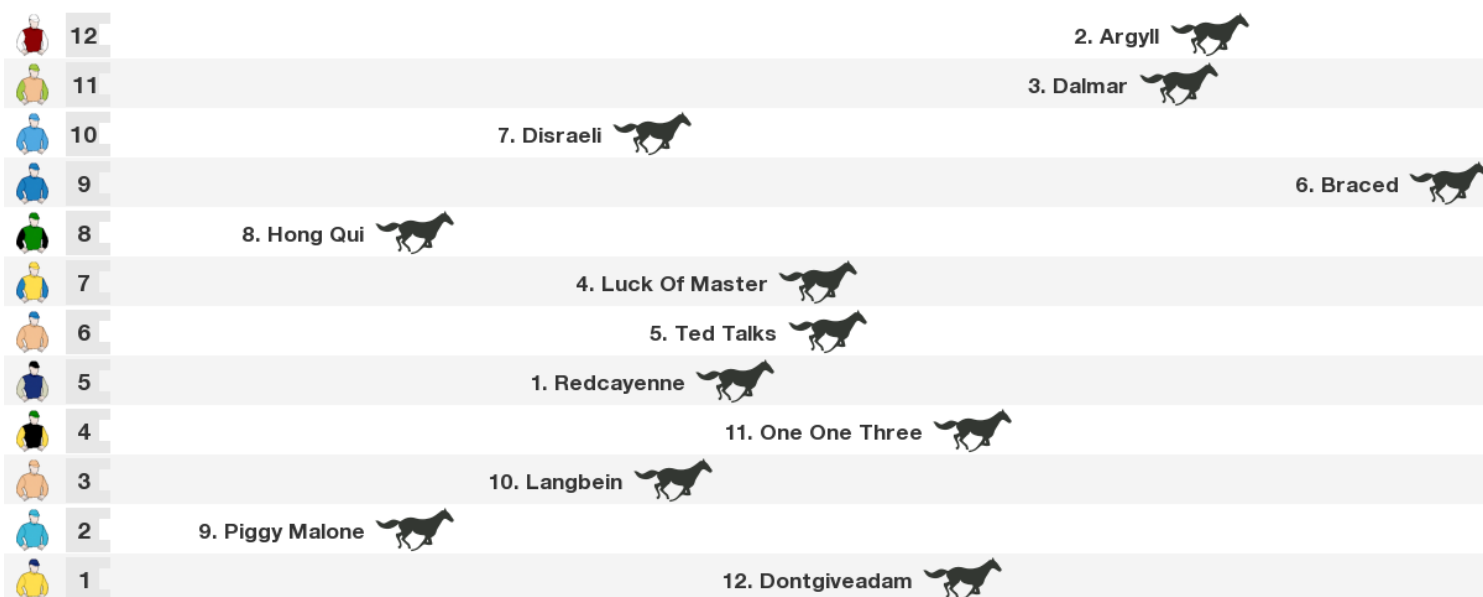 12 2. Argyll
11 3. Dalmar
10 7. Disraeli
9 6. Braced
8 8. Hong Qui
7 4. Luck Of Master
6 5. Ted Talks
5 1. Redcayenne
4 11. One One Three
3 10. Langbein
2 9. Piggy Malone
1 12. Dontgiveadam